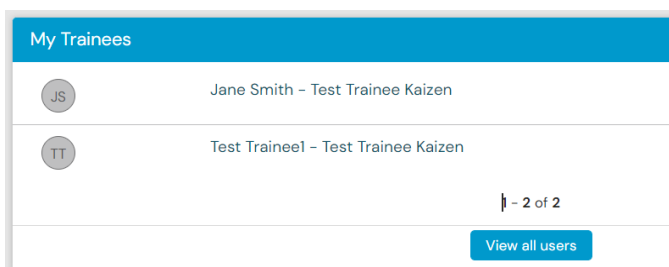 My Trainees
JS
Jane Smith - Test Trainee Kaizen
TT
Test Trainee1 - Test Trainee Kaizen
1 - 2 of 2
View all users